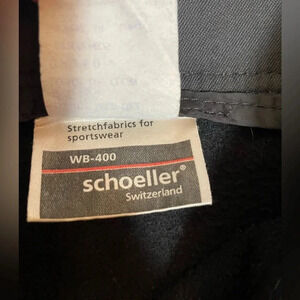 Stretchfabrics for
sportswear
WB-400
schoeller®
Switzerland